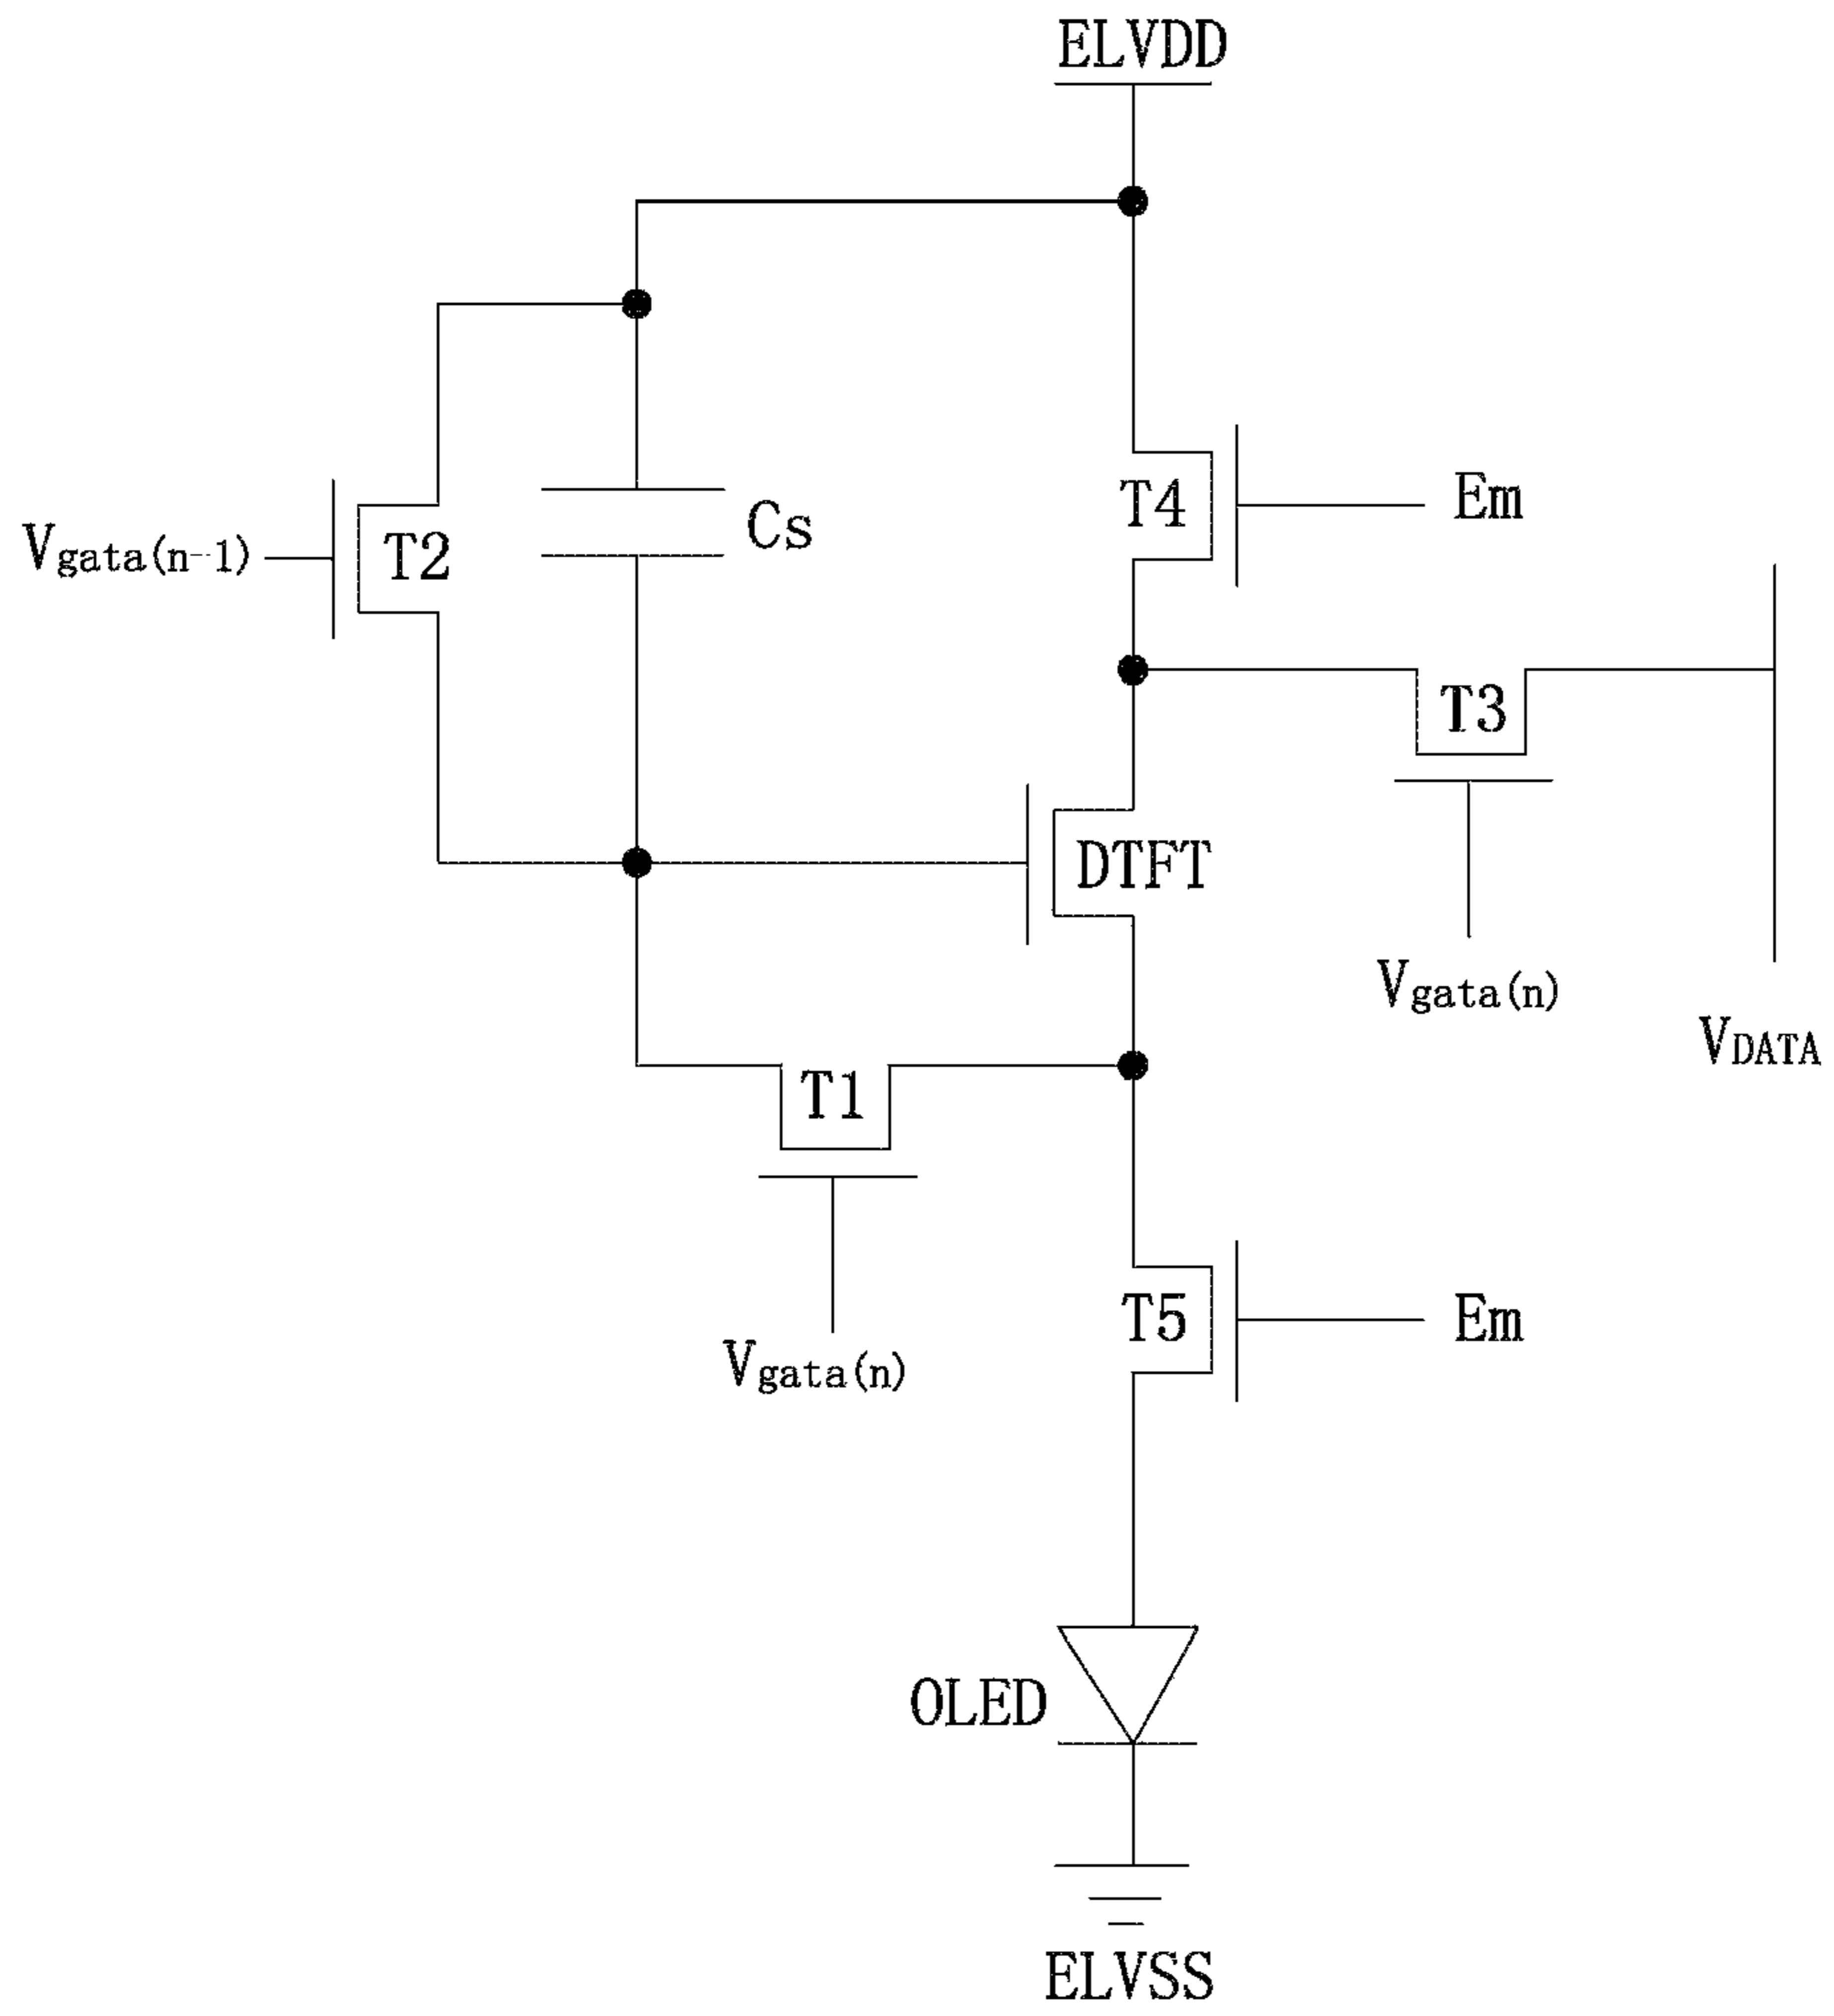 ELVDD
T4
Em
Cs
Vgata(n-1)
T2
T3
DTFT
Vgata(n)
VDATA
T1
T5
Em
Vgata(n)
OLED
ELVSS